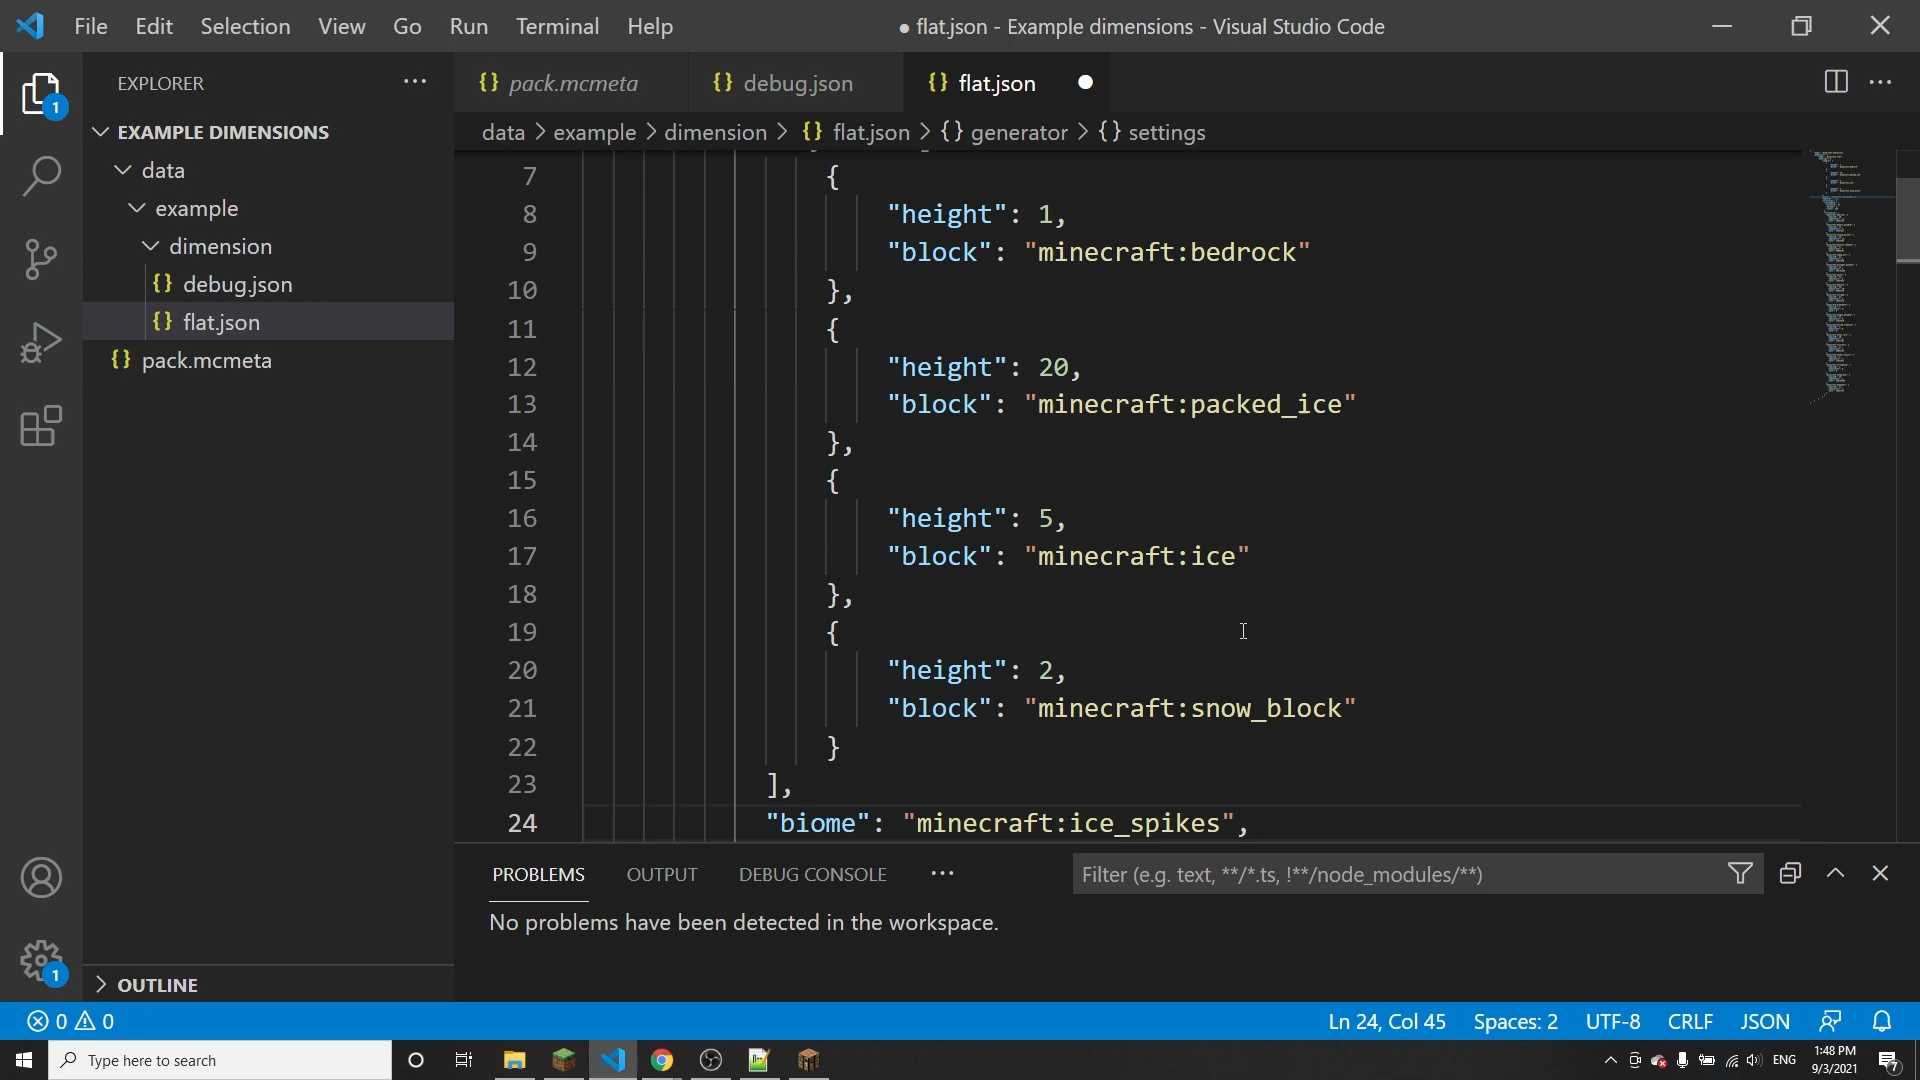 File Edit Selection View Go Run Terminal Help
● flat.json - Example dimensions - Visual Studio Code
EXPLORER
EXAMPLE DIMENSIONS
data
example
dimension
{} debug.json
{} flat.json
{} pack.mcmeta
OUTLINE
{} pack.mcmeta {} debug.json {} flat.json ●
data > example > dimension > {} flat.json > {} generator > {} settings
7 {
8 "height": 1,
9 "block": "minecraft:bedrock"
10 },
11 {
12 "height": 20,
13 "block": "minecraft:packed_ice"
14 },
15 {
16 "height": 5,
17 "block": "minecraft:ice"
18 },
19 {
20 "height": 2,
21 "block": "minecraft:snow_block"
22 }
23 ],
24 "biome": "minecraft:ice_spikes",
PROBLEMS OUTPUT DEBUG CONSOLE ··· Filter (e.g. text, **/*.ts, !**/node_modules/**)
No problems have been detected in the workspace.
1
1
0 0 Ln 24, Col 45 Spaces: 2 UTF-8 CRLF JSON
Type here to search
ENG
1:48 PM
9/3/2021
7